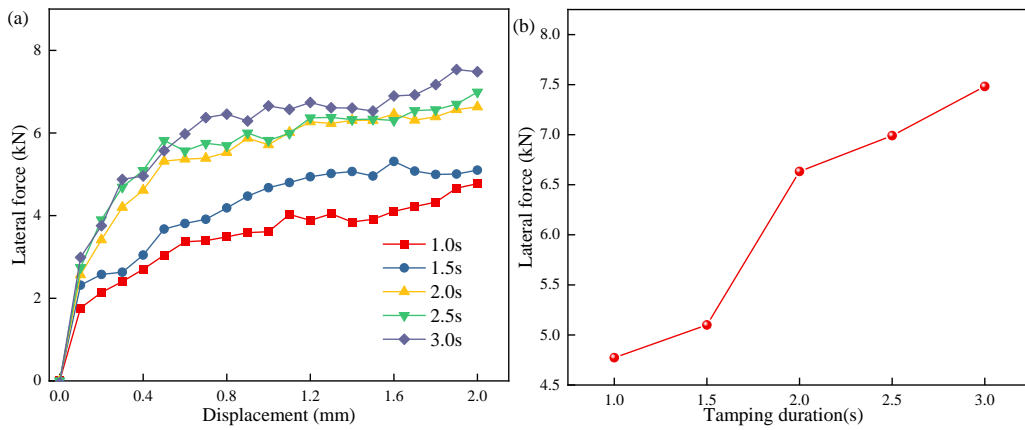 (a)
Lateral force (kN)
8
6
4
2
0
0.0 0.4 0.8 1.2 1.6 2.0
Displacement (mm)
1.0s
1.5s
2.0s
2.5s
3.0s
(b)
Lateral force (kN)
8.0
7.5
7.0
6.5
6.0
5.5
5.0
4.5
1.0 1.5 2.0 2.5 3.0
Tamping duration(s)